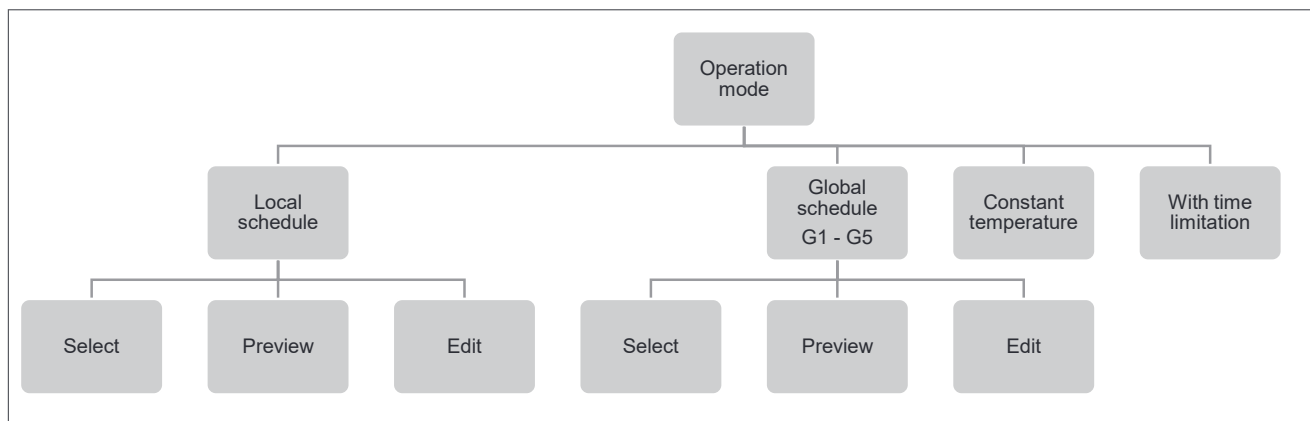 Operation
mode
Local
schedule
Global
schedule
G1 - G5
Constant
temperature
With time
limitation
Select
Preview
Edit
Select
Preview
Edit